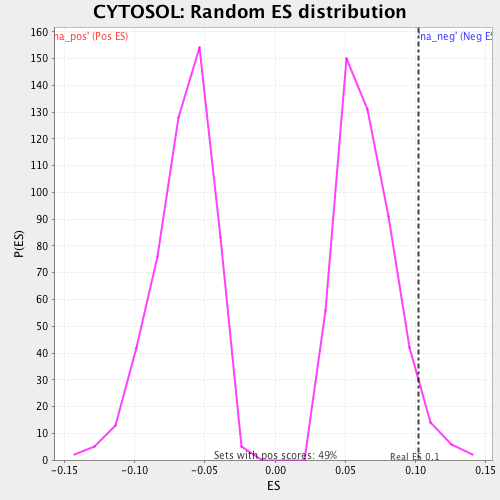 CYTOSOL: Random ES distribution
na_pos' (Pos ES)
na_neg' (Neg ES
P(ES)
160
150
140
130
120
110
100
90
80
70
60
50
40
30
20
10
0
Sets with pos scores: 49%
Real ES 0.1
-0.15 -0.10 -0.05 0.00 0.05 0.10 0.15
ES